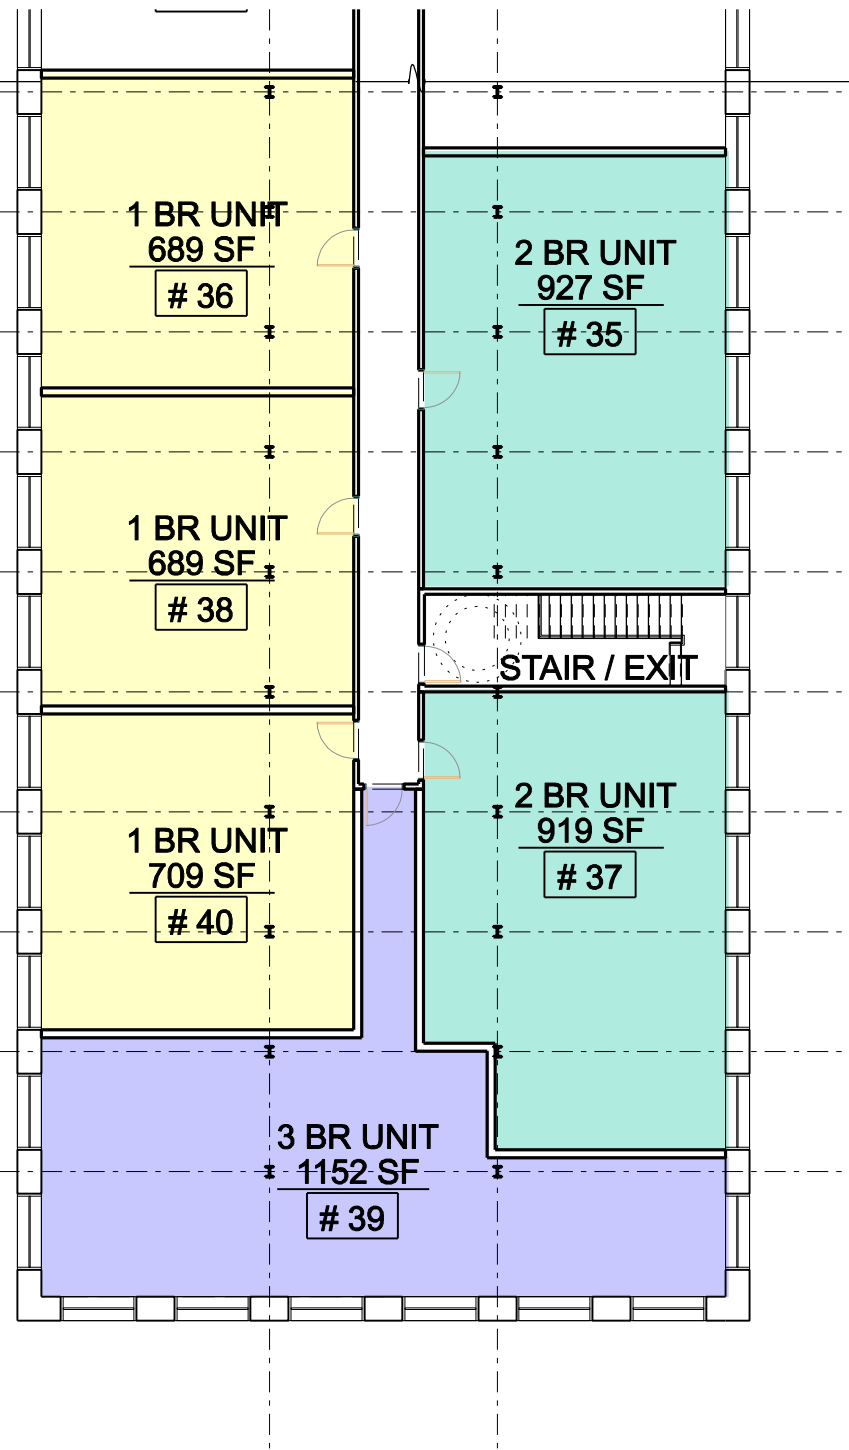 1 BR UNIT
689 SF
# 36
2 BR UNIT
927 SF
# 35
1 BR UNIT
689 SF
# 38
STAIR / EXIT
2 BR UNIT
919 SF
# 37
1 BR UNIT
709 SF
# 40
3 BR UNIT
1152 SF
# 39